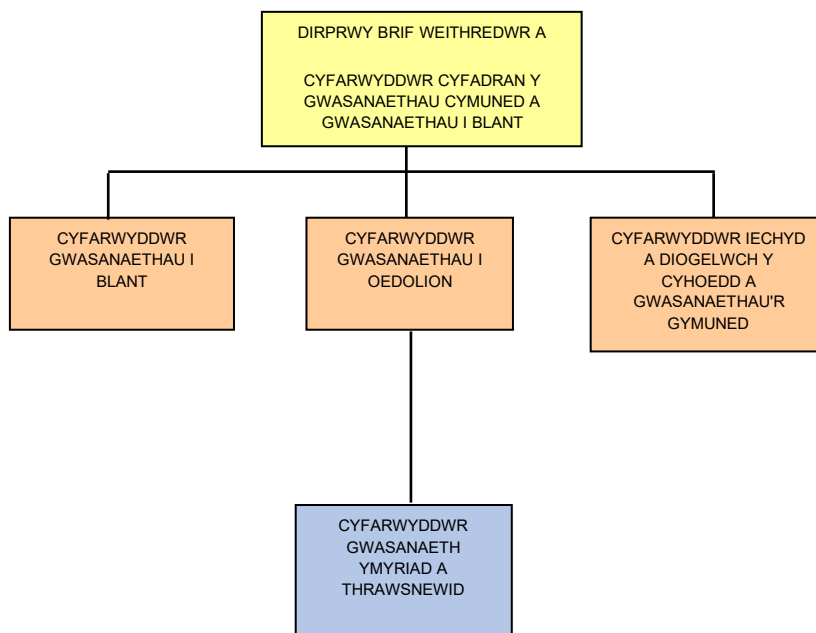 DIRPRWY BRIF WEITHREDWR A
CYFARWYDDWR CYFADRAN Y
GWASANAETHAU CYMUNED A
GWASANAETHAU I BLANT
CYFARWYDDWR
GWASANAETHAU I
BLANT
CYFARWYDDWR
GWASANAETHAU I
OEDOLION
CYFARWYDDWR IECHYD
A DIOGELWCH Y
CYHOEDD A
GWASANAETHAU'R
GYMUNED
CYFARWYDDWR
GWASANAETH
YMYRIAD A
THRAWSNEWID